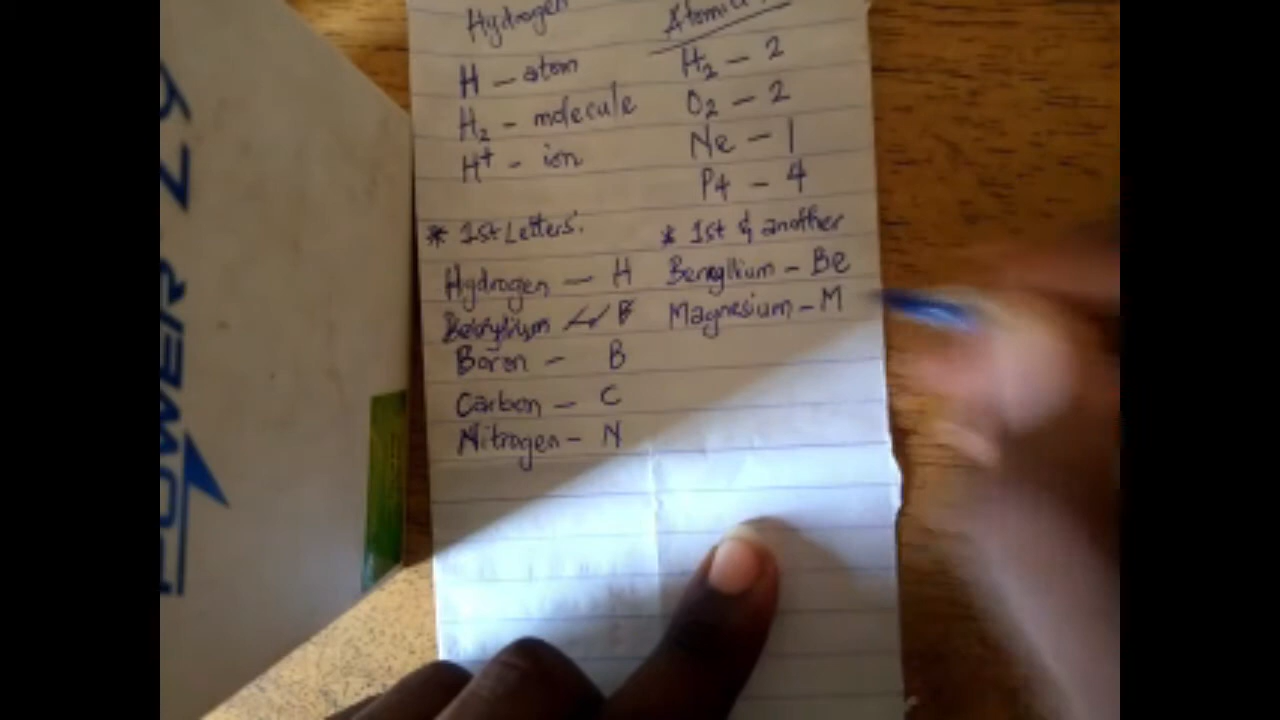 Hydrogen
H - atom
H2 - molecule
H+ - ion
H2 - 2
O2 - 2
Ne - 1
P4 - 4
* 1st Letters'.
Hydrogen - H
B
Boron - B
Carbon - C
Nitrogen - N
* 1st & another
Beryllium - Be
Magnesium - M
POWER